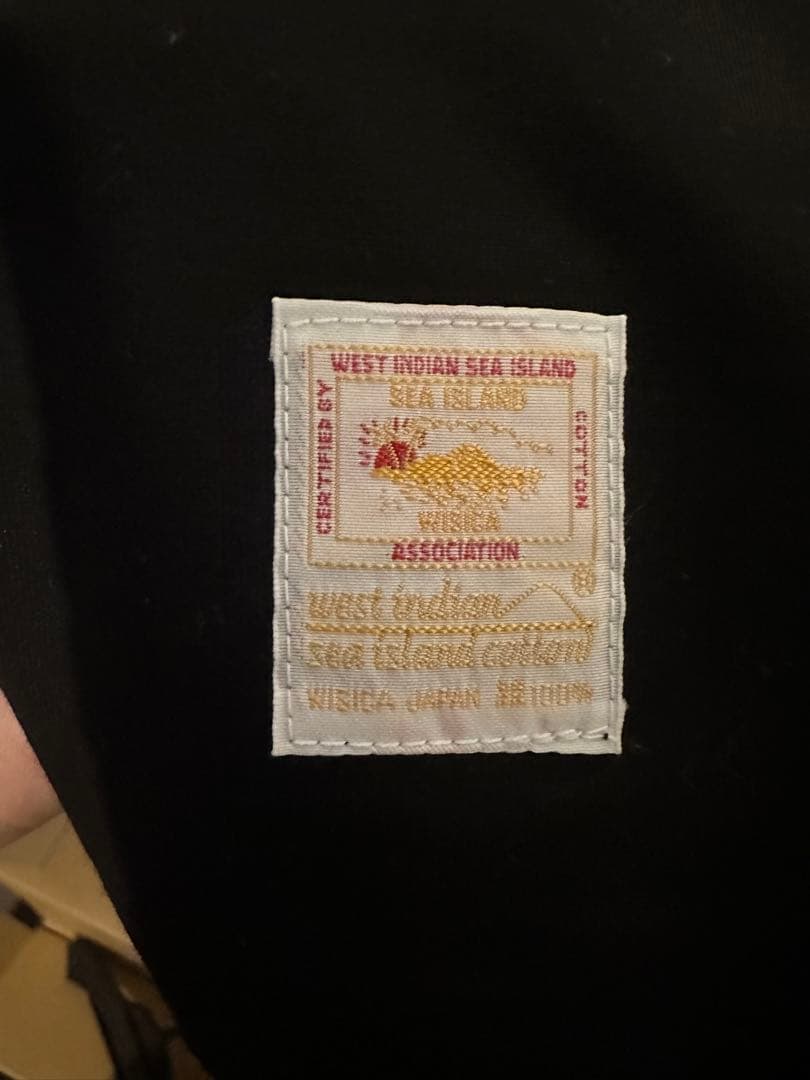 WEST INDIAN SEA ISLAND
CERTIFIED BY
COTTON
SEA ISLAND
WISICA
ASSOCIATION
®
west indian
sea island cotton
WISICA JAPAN 綿100%